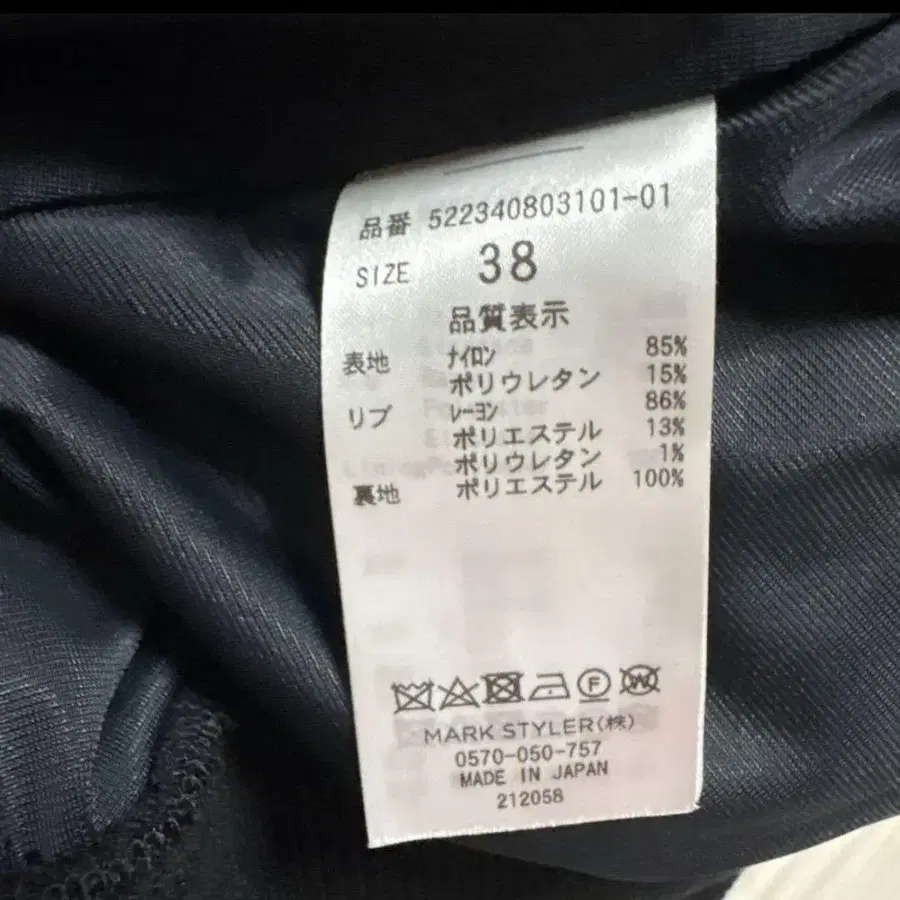 品番 522340803101-01
SIZE 38
品質表示
表地 ナイロン 85%
ポリウレタン 15%
リブ レーヨン 86%
ポリエステル 13%
ポリウレタン 1%
裏地 ポリエステル 100%
F W
MARK STYLER(株)
0570-050-757
MADE IN JAPAN
212058